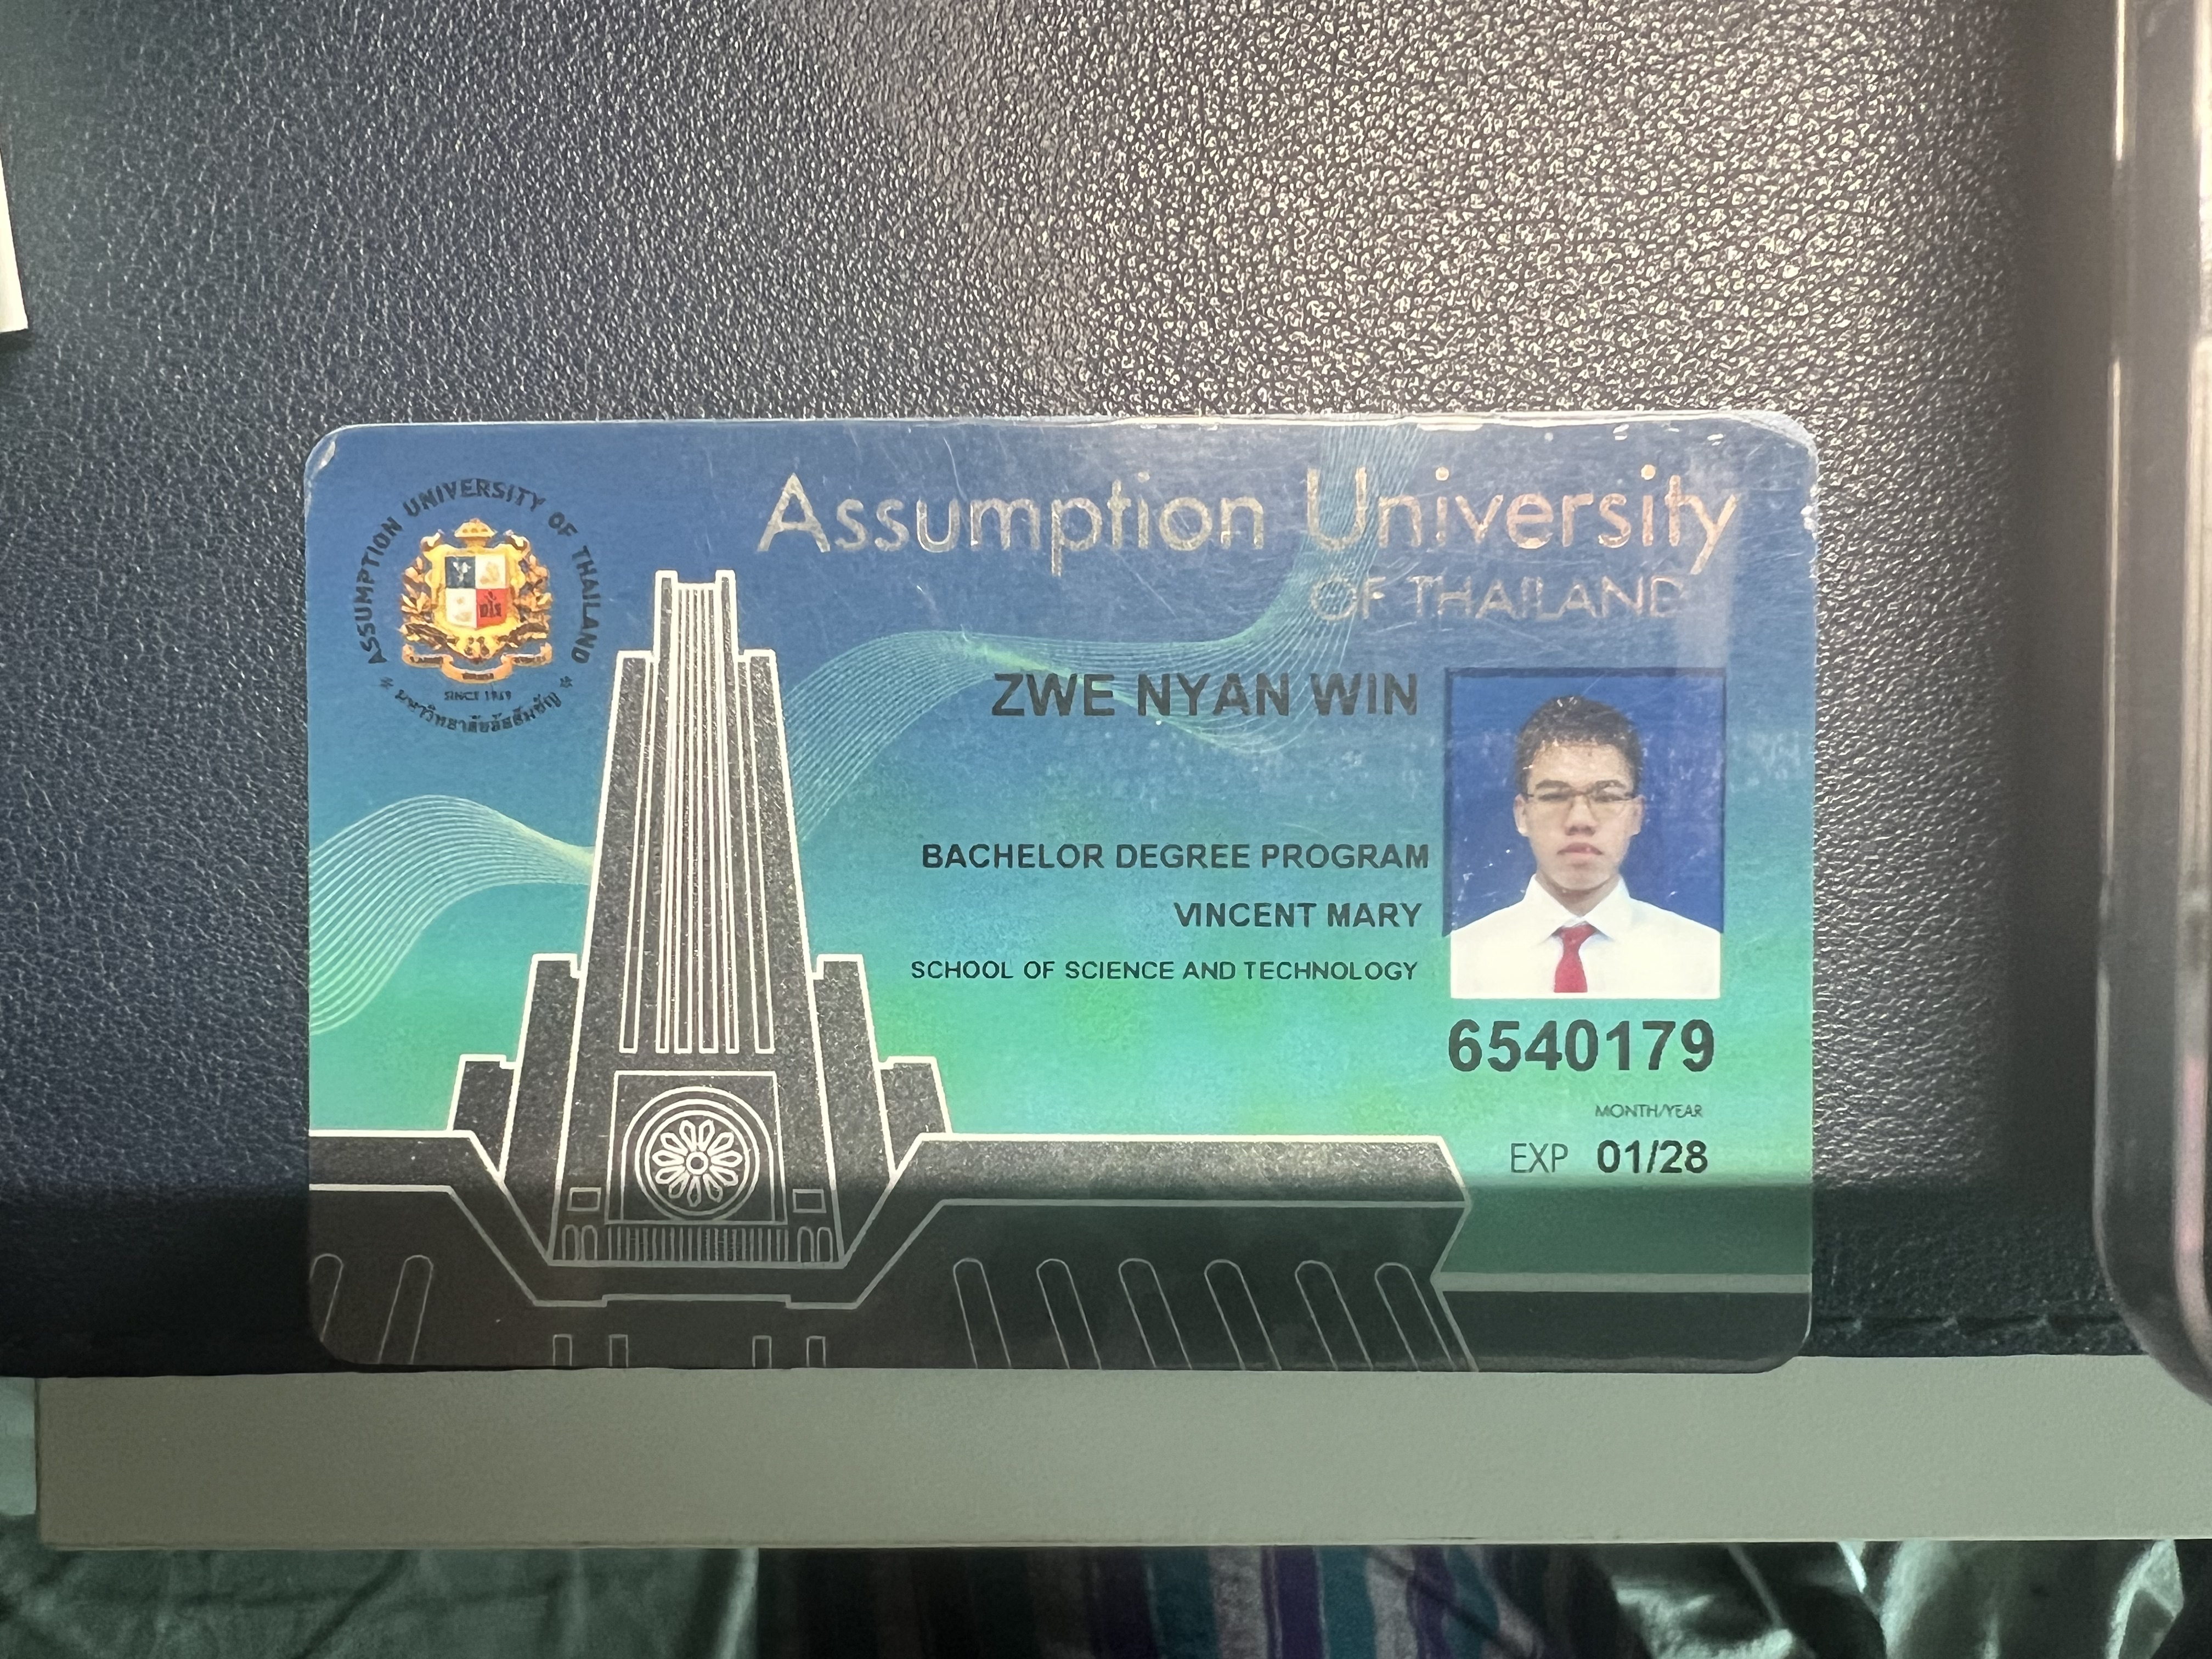 ASSUMPTION UNIVERSITY OF THAILAND
SINCE 1969
มหาวิทยาลัยอัสสัมชัญ
Assumption University
OF THAILAND
ZWE NYAN WIN
BACHELOR DEGREE PROGRAM
VINCENT MARY
SCHOOL OF SCIENCE AND TECHNOLOGY
6540179
MONTH/YEAR
EXP 01/28